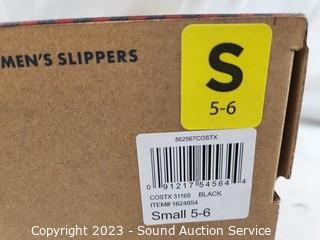 MEN'S SLIPPERS
S
5-6
562567COSTX
0 91217 54564 4
COSTX 31165 BLACK
ITEM# 1624854
Small 5-6
Copyright 2023 - Sound Auction Service